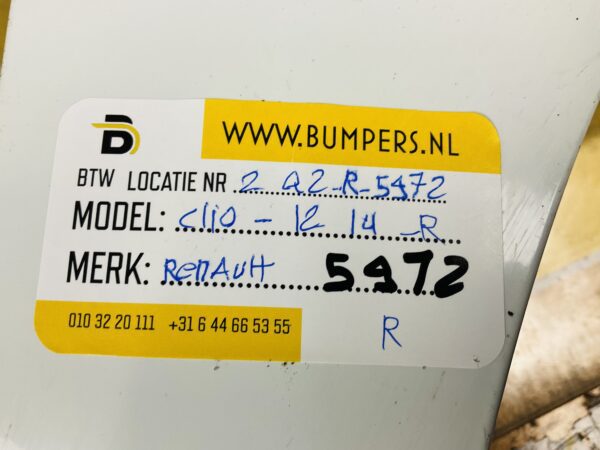 WWW.BUMPERS.NL
BTW LOCATIE NR 2 Q2-R-5972
MODEL: clio - 12 14 -R
MERK: RenAult 5972
010 32 20 111 +31 6 44 66 53 55
R